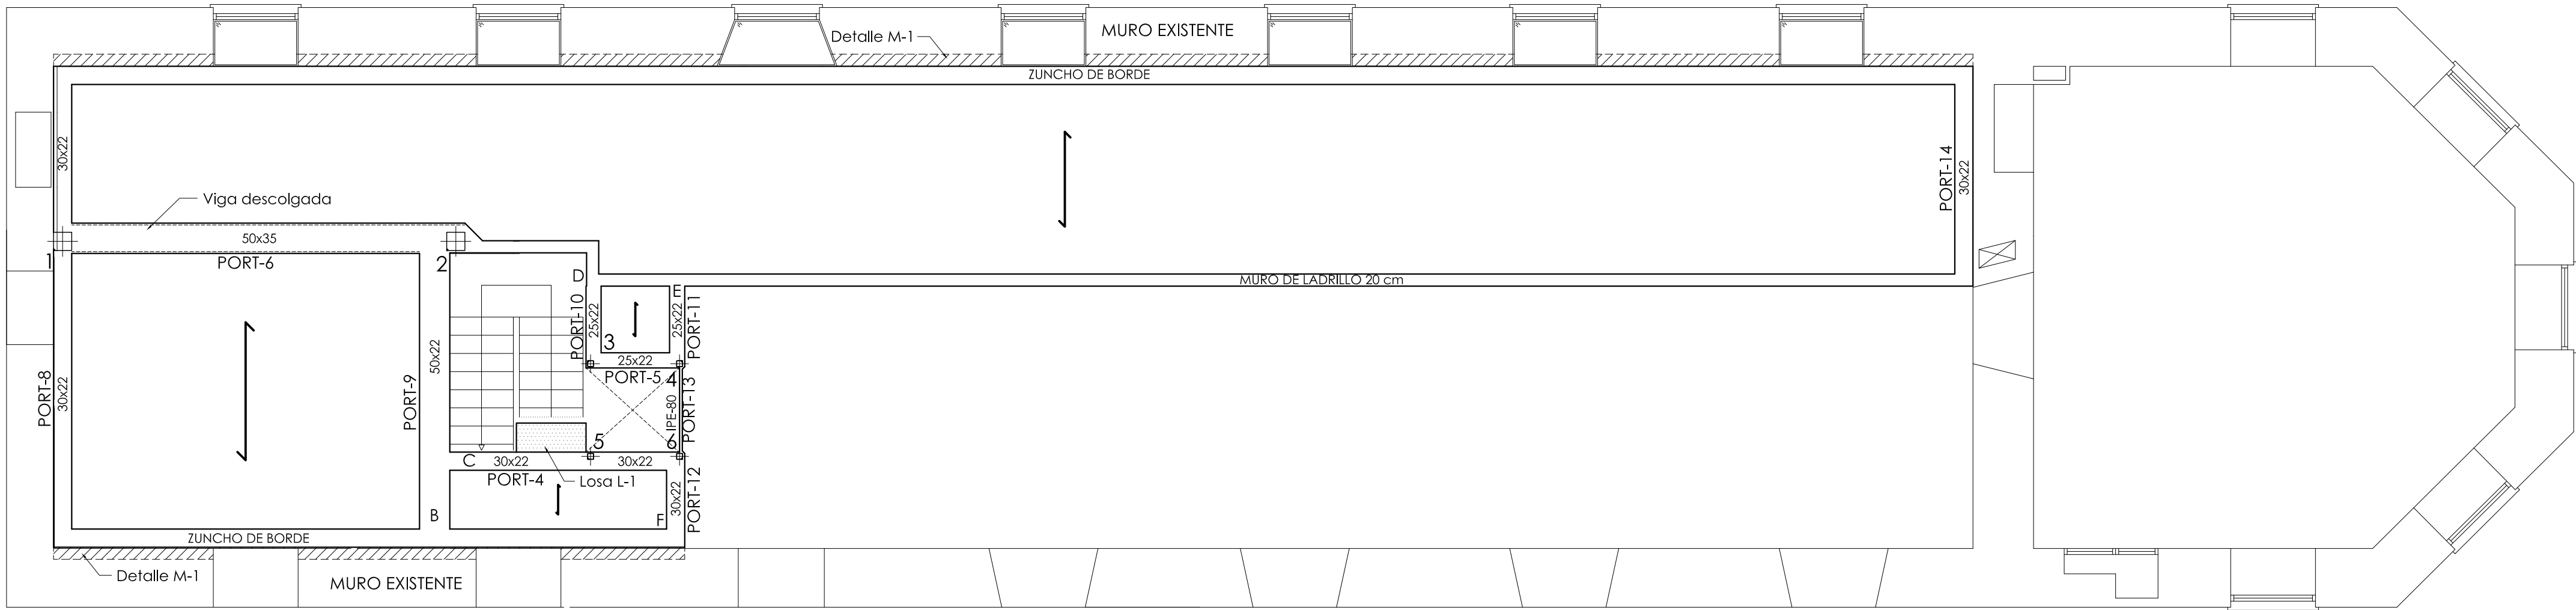 MURO EXISTENTE
Detalle M-1
ZUNCHO DE BORDE
30x22
PORT-14
30x22
Viga descolgada
50x35
1
PORT-6
2
D
MURO DE LADRILLO 20 cm
E
PORT-10
25x22
25x22
PORT-11
3
25x22
PORT-5
4
50x22
PORT-8
30x22
PORT-9
IPE-80
PORT-13
5
6
C
30x22
30x22
PORT-4
Losa L-1
30x22
PORT-12
B
F
ZUNCHO DE BORDE
Detalle M-1
MURO EXISTENTE